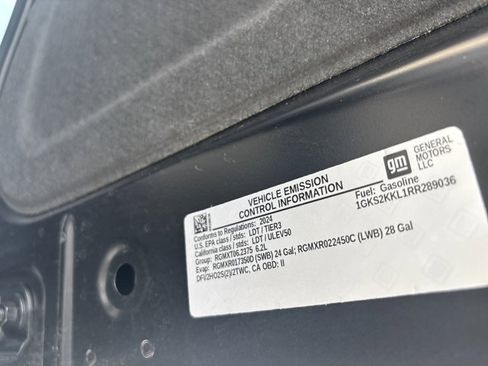 VEHICLE EMISSION
CONTROL INFORMATION
gm
GENERAL
MOTORS
LLC
Conforms to Regulations: 2024
U.S. EPA class / stds: LDT / TIER3
California class / stds: LDT / ULEV50
Group: RGMXT06.2375 6.2L
Evap: RGMXR017350D (SWB) 24 Gal; RGMXR022450C (LWB) 28 Gal
DFI/2HO2S(2)/2TWC, CA OBD: II
Fuel: Gasoline
1GKS2KKL1RR289036